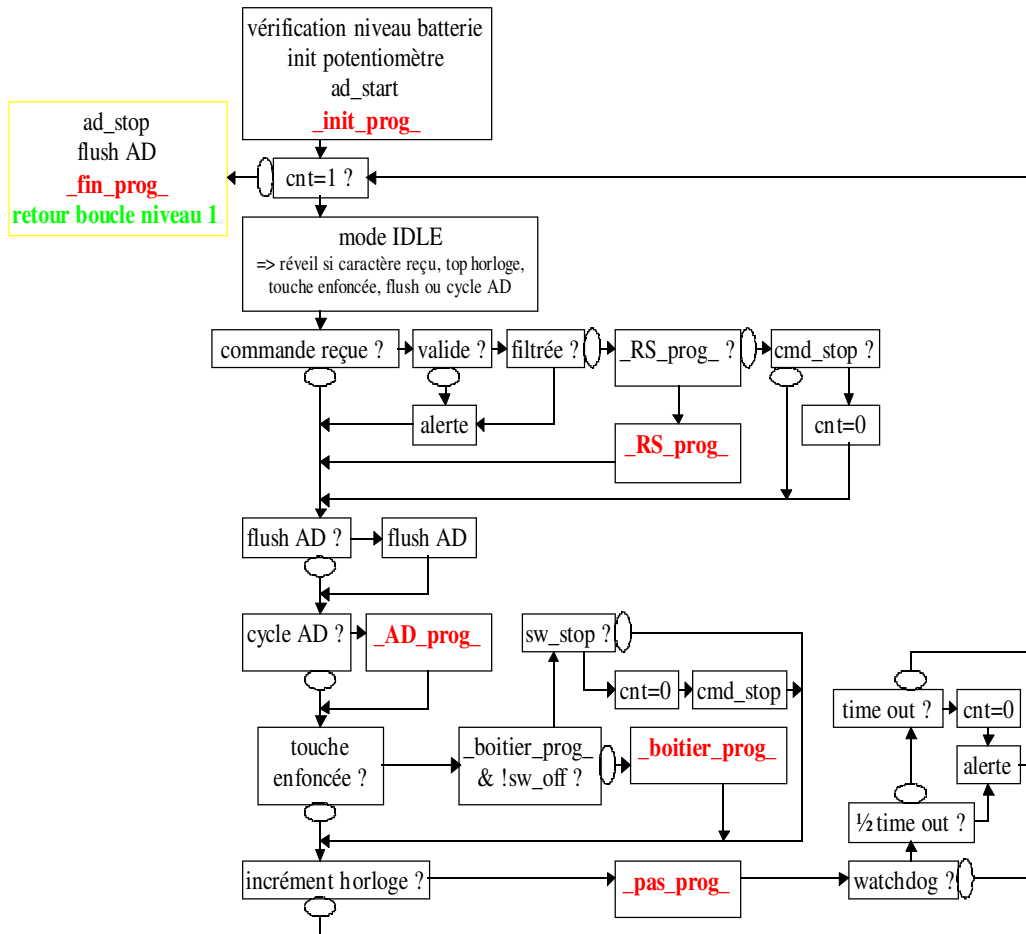 vérification niveau batterie
init potentiomètre
ad_start
_init_prog_
ad_stop
flush AD
_fin_prog_
retour boucle niveau 1
cnt=1 ?
mode IDLE
=> réveil si caractère reçu, top horloge,
touche enfoncée, flush ou cycle AD
commande reçue ?
valide ?
filtrée ?
_RS_prog_ ?
cmd_stop ?
alerte
_RS_prog_
cnt=0
flush AD ?
flush AD
cycle AD ?
_AD_prog_
sw_stop ?
cnt=0
cmd_stop
time out ?
cnt=0
touche
enfoncée ?
_boitier_prog_
& !sw_off ?
_boitier_prog_
alerte
½ time out ?
incrément horloge ?
_pas_prog_
watchdog ?